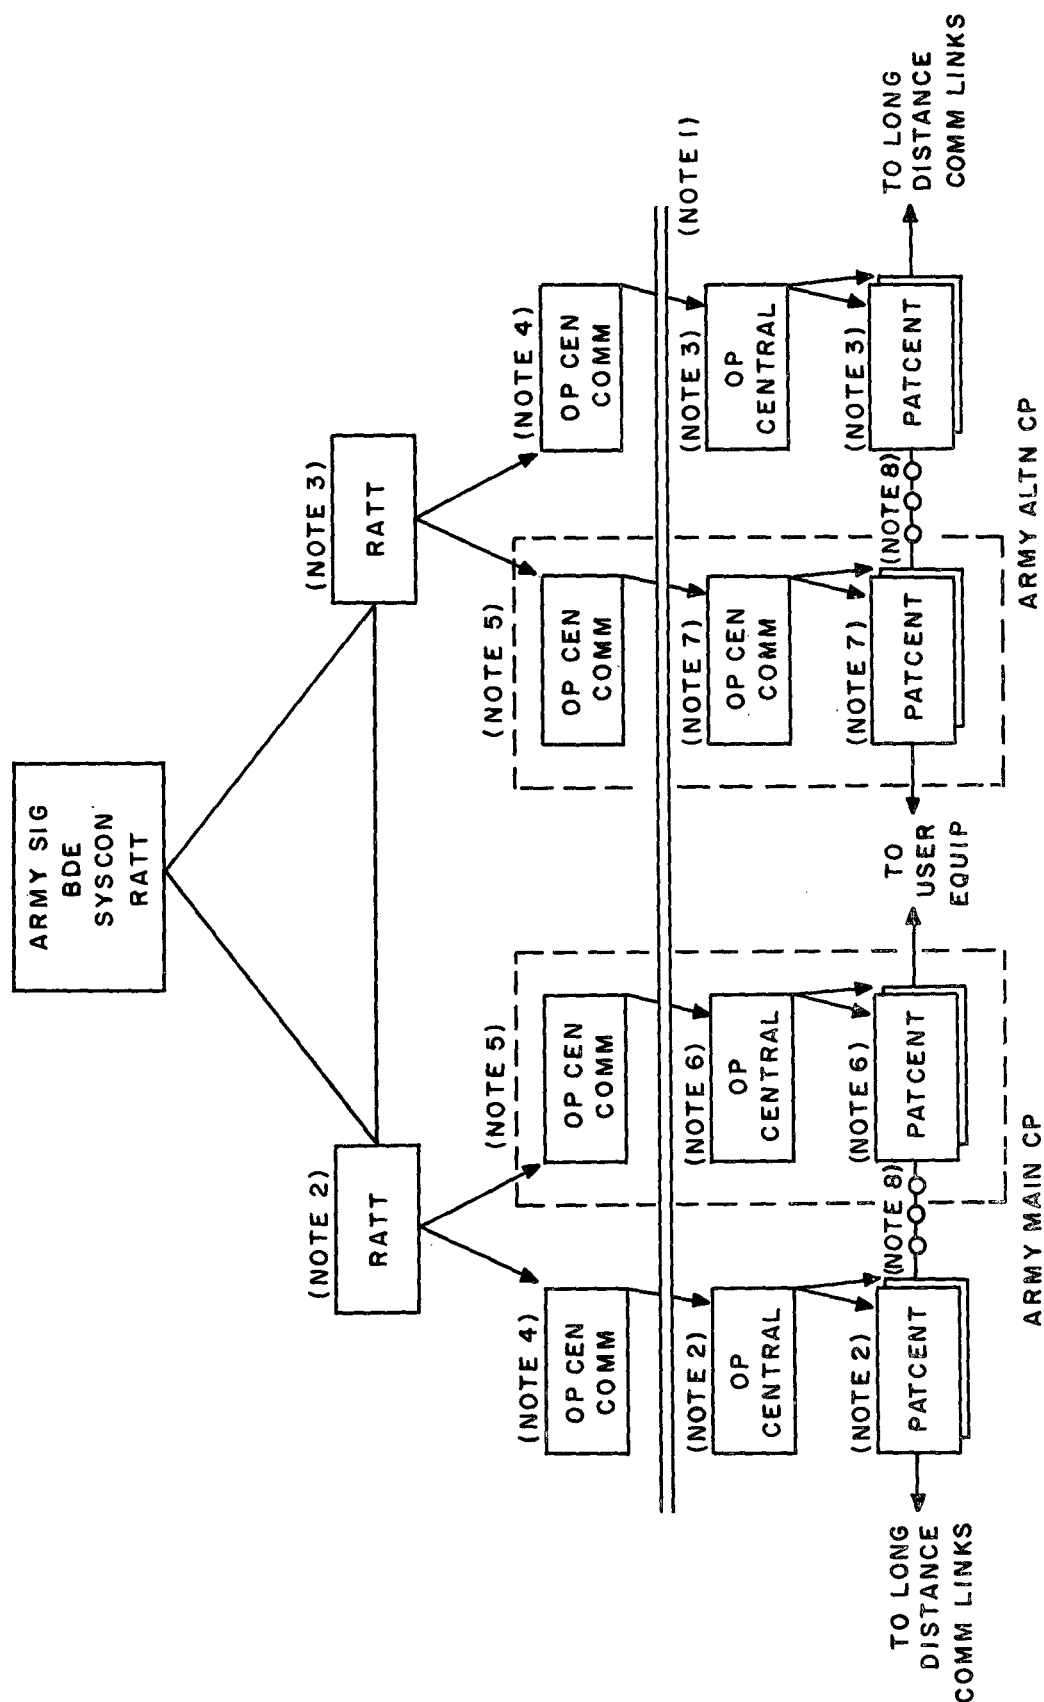 ARMY SIG
BDE
SYSCON
RATT
(NOTE 2)
RATT
(NOTE 3)
RATT
(NOTE 4)
OP CEN
COMM
(NOTE 5)
OP CEN
COMM
(NOTE 5)
OP CEN
COMM
(NOTE 4)
OP CEN
COMM
(NOTE 1)
(NOTE 2)
OP
CENTRAL
(NOTE 6)
OP
CENTRAL
(NOTE 7)
OP CEN
COMM
(NOTE 3)
OP
CENTRAL
TO LONG
DISTANCE
COMM LINKS
(NOTE 2)
PATCENT
(NOTE 8)
(NOTE 6)
PATCENT
TO
USER
EQUIP
(NOTE 7)
PATCENT
(NOTE 8)
(NOTE 3)
PATCENT
TO LONG
DISTANCE
COMM LINKS
ARMY MAIN CP
ARMY ALTN CP